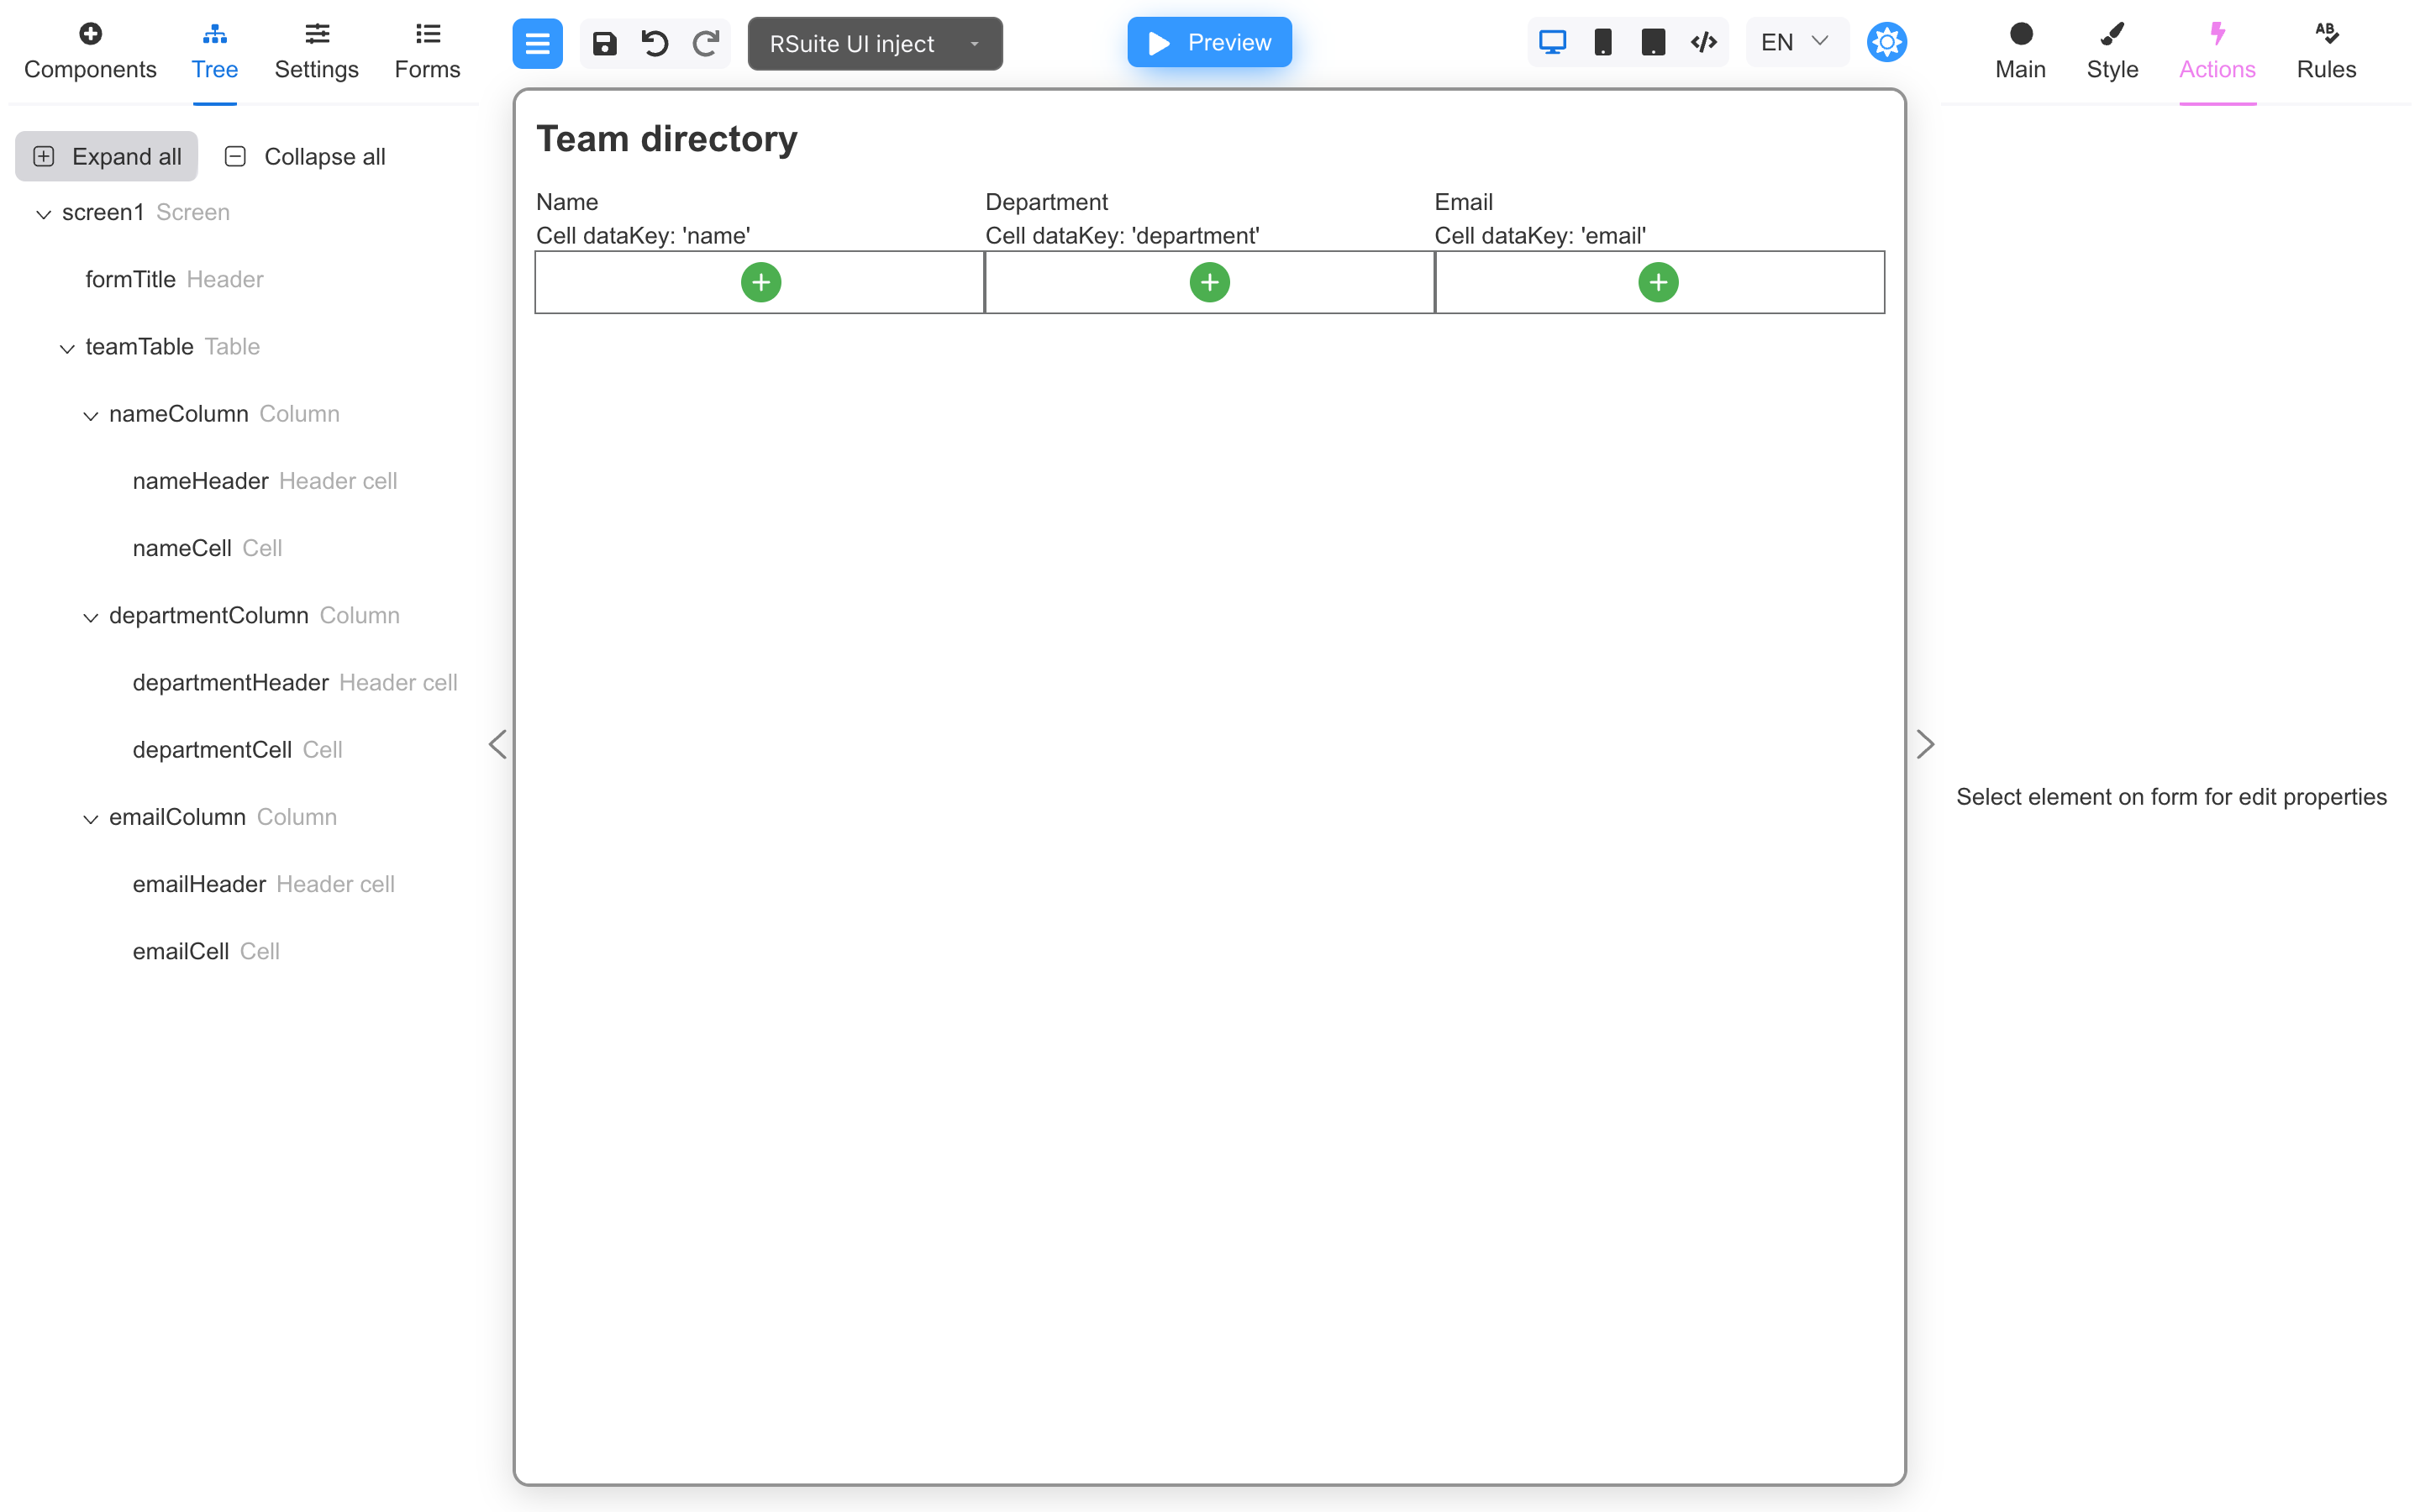 Components
Tree
Settings
Forms
RSuite UI inject
Preview
EN
Main
Style
Actions
AB
Rules
Expand all
Collapse all
screen1 Screen
formTitle Header
teamTable Table
nameColumn Column
nameHeader Header cell
nameCell Cell
departmentColumn Column
departmentHeader Header cell
departmentCell Cell
emailColumn Column
emailHeader Header cell
emailCell Cell
Team directory
Name
Department
Email
Cell dataKey: 'name'
Cell dataKey: 'department'
Cell dataKey: 'email'
Select element on form for edit properties